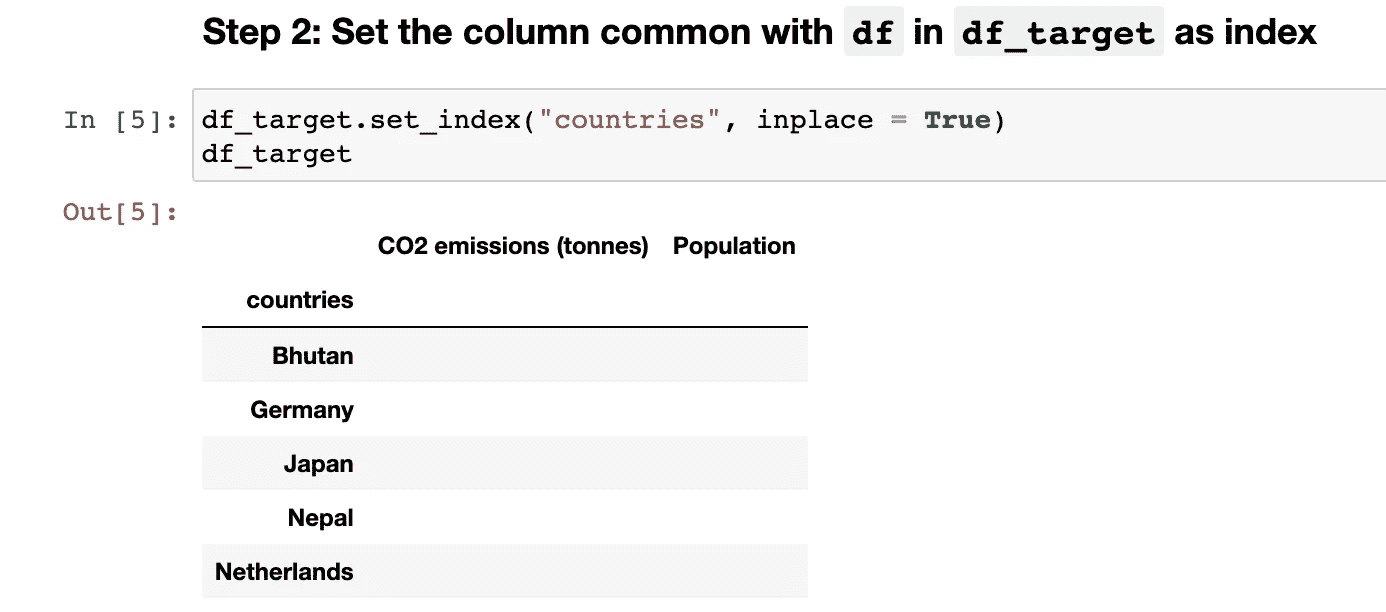 Step 2: Set the column common with df in df_target as index
In [5]: df_target.set_index("countries", inplace = True)
df_target
Out[5]:
CO2 emissions (tonnes) Population
countries
Bhutan
Germany
Japan
Nepal
Netherlands